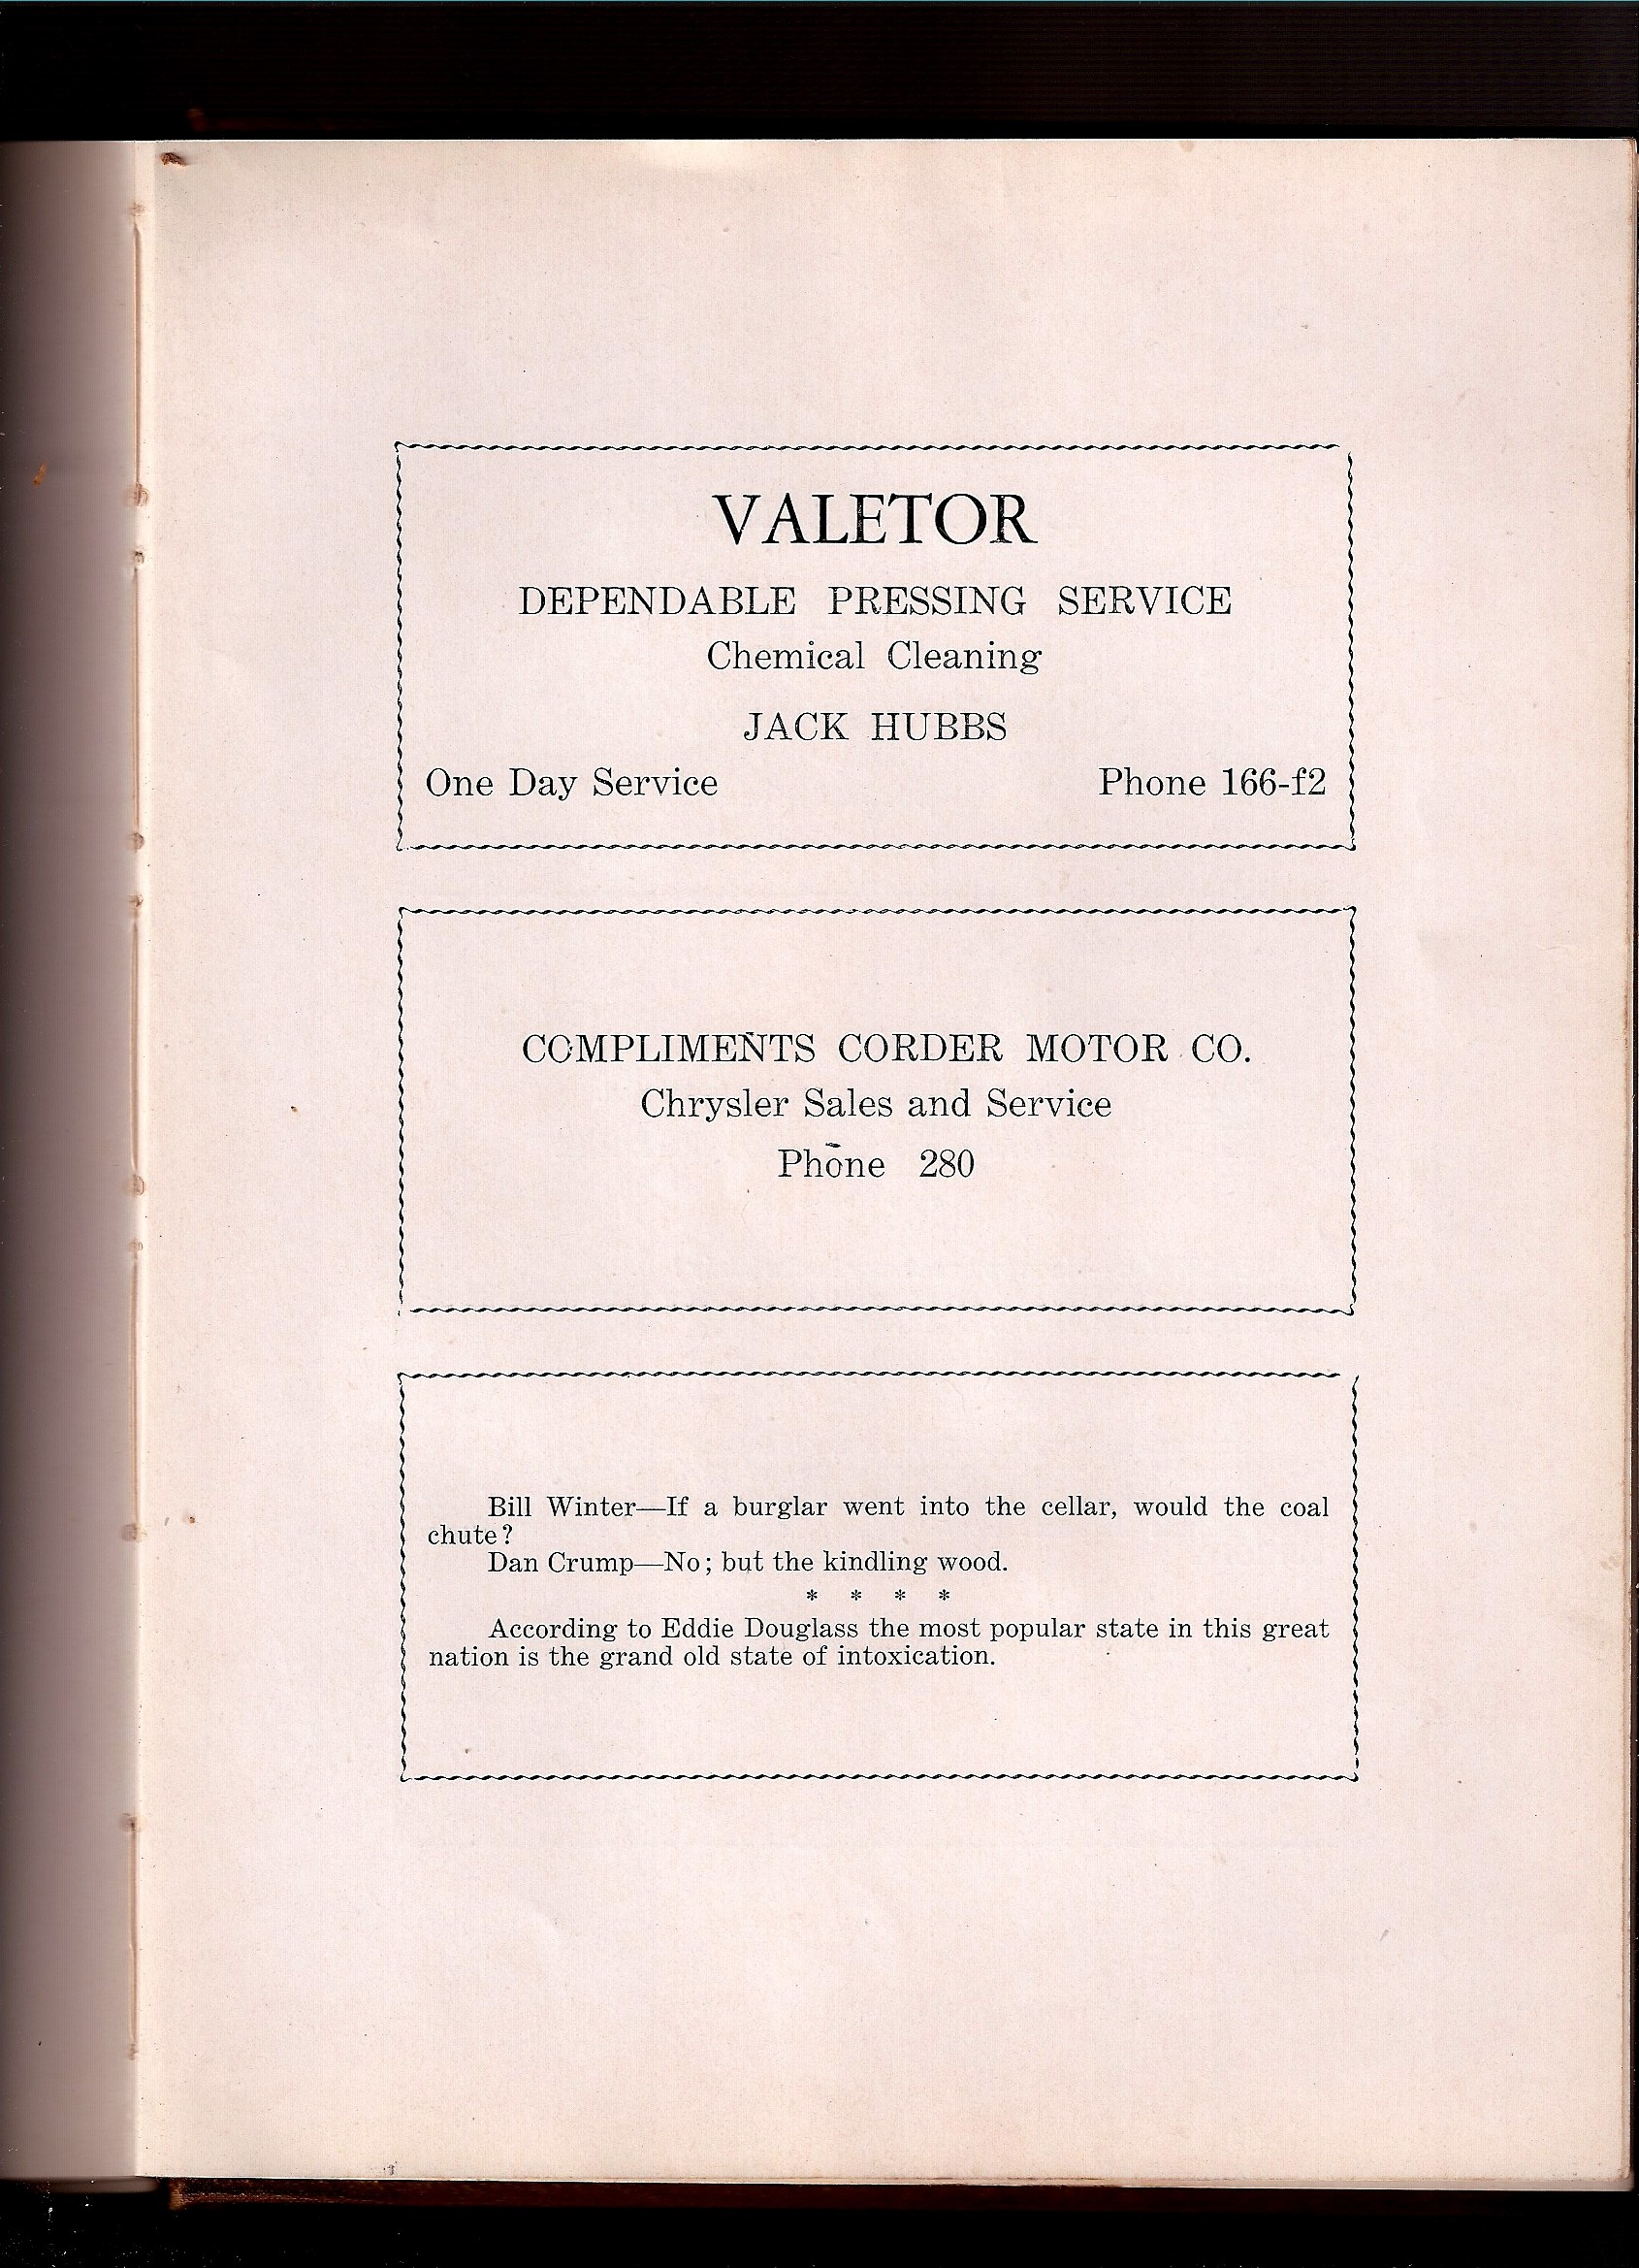 VALETOR
DEPENDABLE PRESSING SERVICE
Chemical Cleaning
JACK HUBBS
One Day Service Phone 166-f2
COMPLIMENTS CORDER MOTOR CO.
Chrysler Sales and Service
Phone 280
Bill Winter—If a burglar went into the cellar, would the coal
chute?
Dan Crump—No; but the kindling wood.
* * * *
According to Eddie Douglass the most popular state in this great
nation is the grand old state of intoxication.